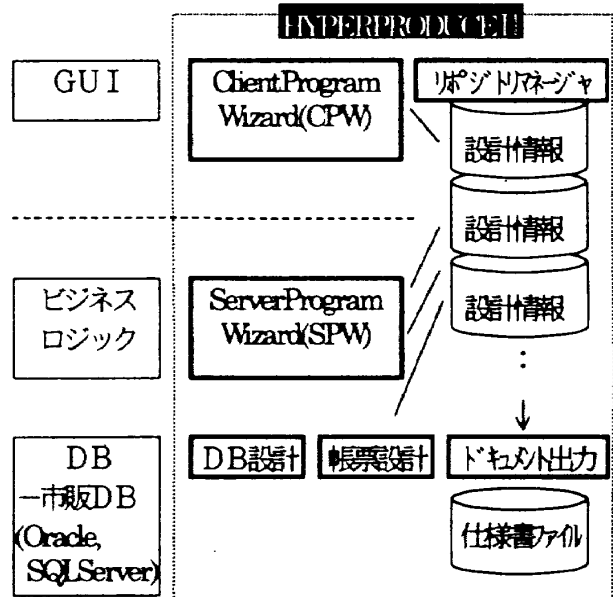 HYPERPRODUCE II
GUI
ClientProgram
Wizard(CPW)
リポジトリマネージャ
設計情報
設計情報
ビジネス
ロジック
ServerProgram
Wizard(SPW)
設計情報
:
DB
—市販DB
(Oracle,
SQLServer)
DB設計
帳票設計
ドキュメント出力
仕様書ファイル